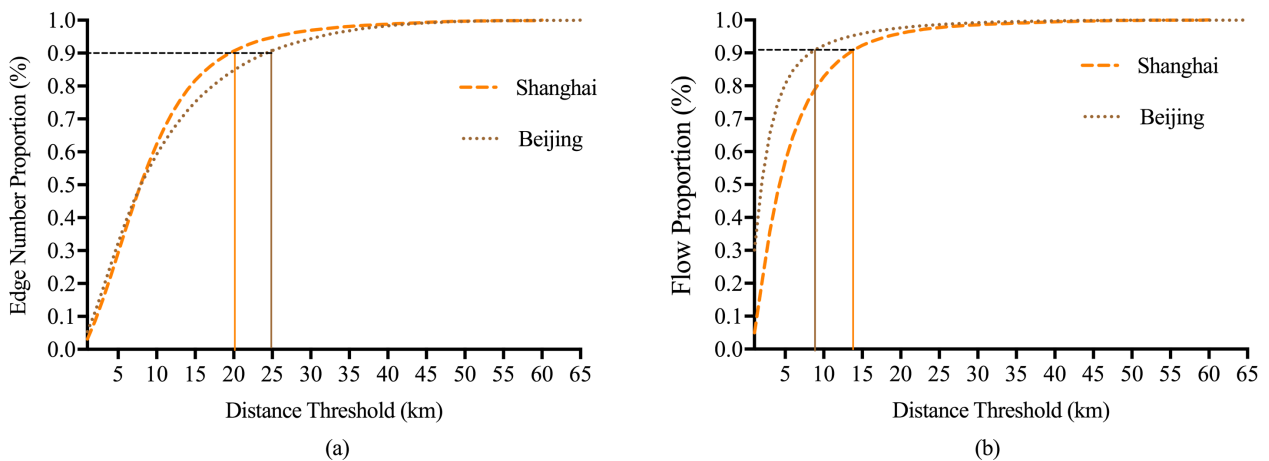 Edge Number Proportion (%)
1.0
0.9
0.8
0.7
0.6
0.5
0.4
0.3
0.2
0.1
0.0
Shanghai
Beijing
5 10 15 20 25 30 35 40 45 50 55 60 65
Distance Threshold (km)
(a)
Flow Proportion (%)
1.0
0.9
0.8
0.7
0.6
0.5
0.4
0.3
0.2
0.1
0.0
Shanghai
Beijing
5 10 15 20 25 30 35 40 45 50 55 60 65
Distance Threshold (km)
(b)